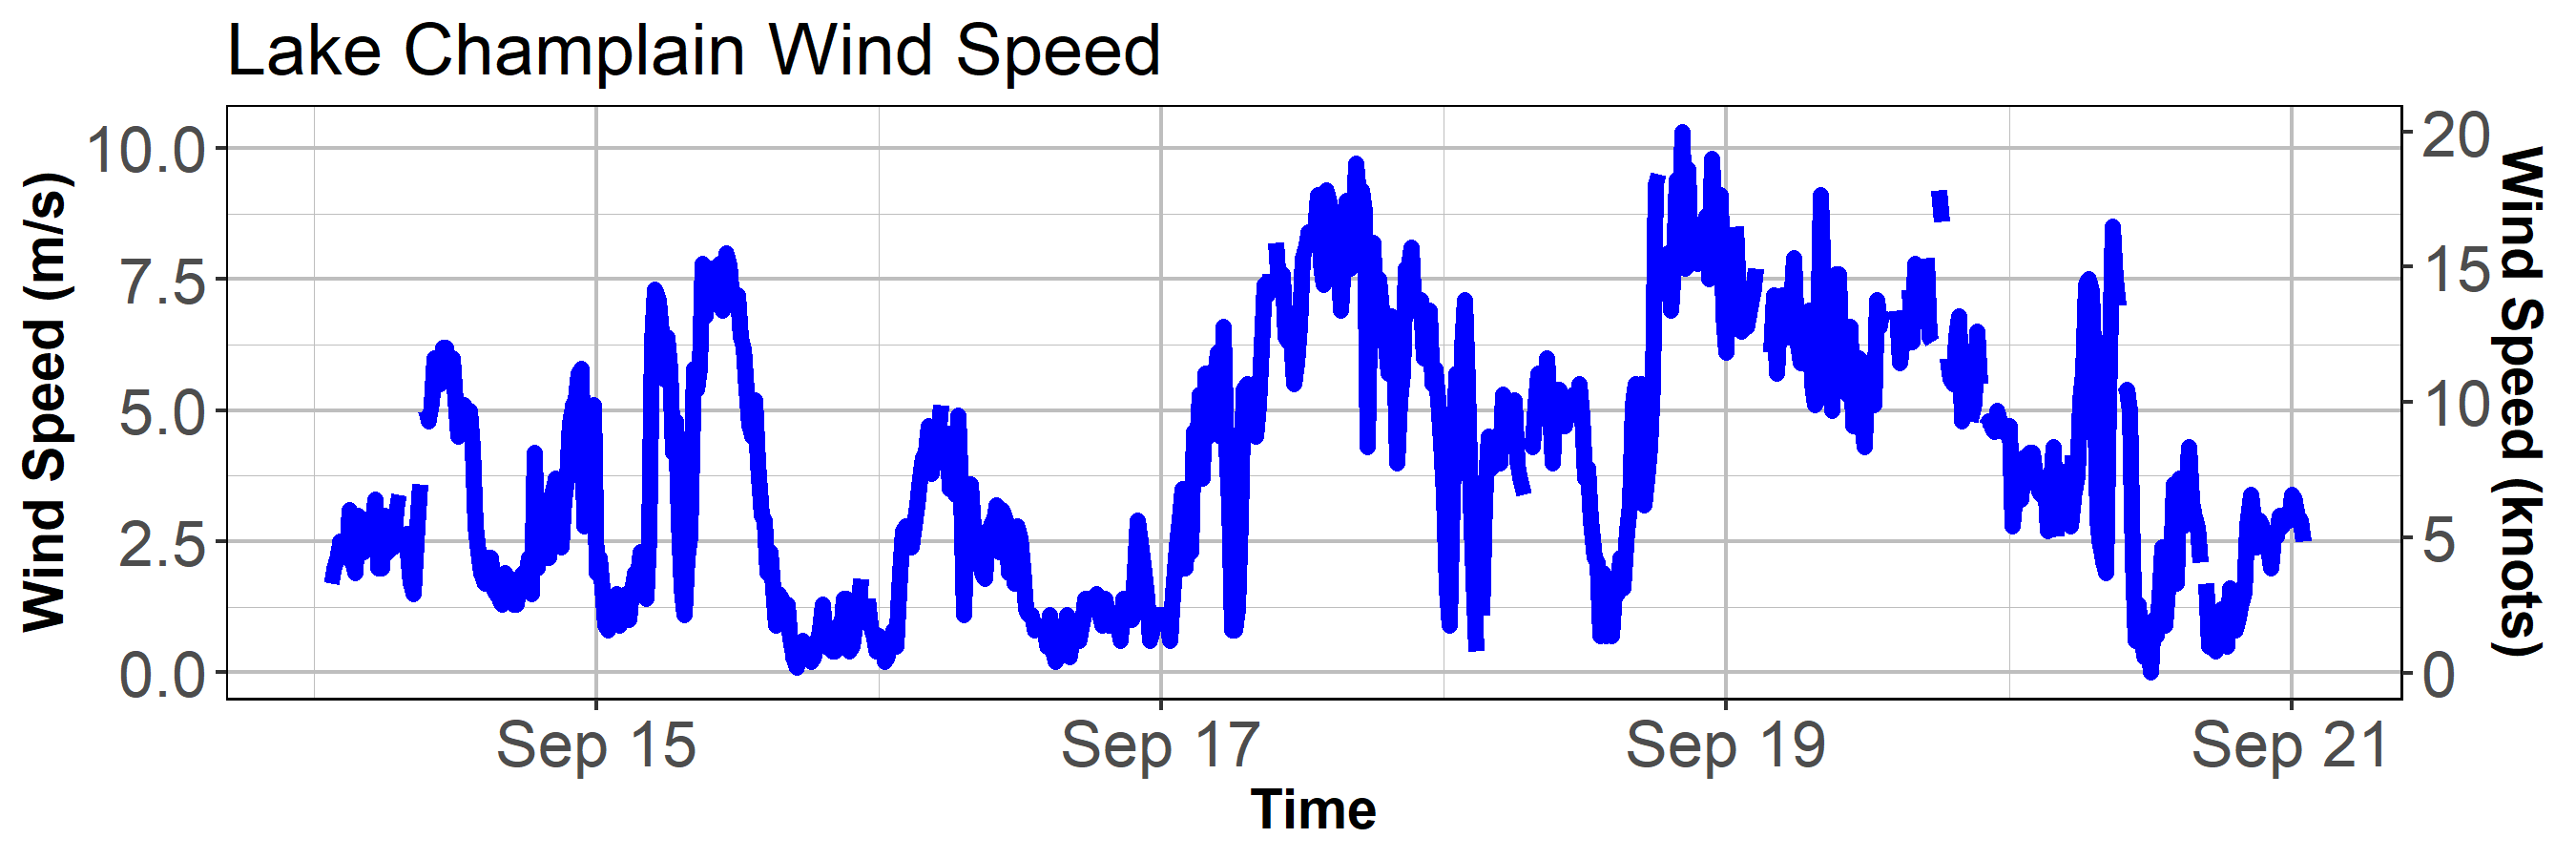 Lake Champlain Wind Speed
Wind Speed (m/s)
10.0
7.5
5.0
2.5
0.0
20
15
10
5
0
Wind Speed (knots)
Sep 15
Sep 17
Sep 19
Sep 21
Time